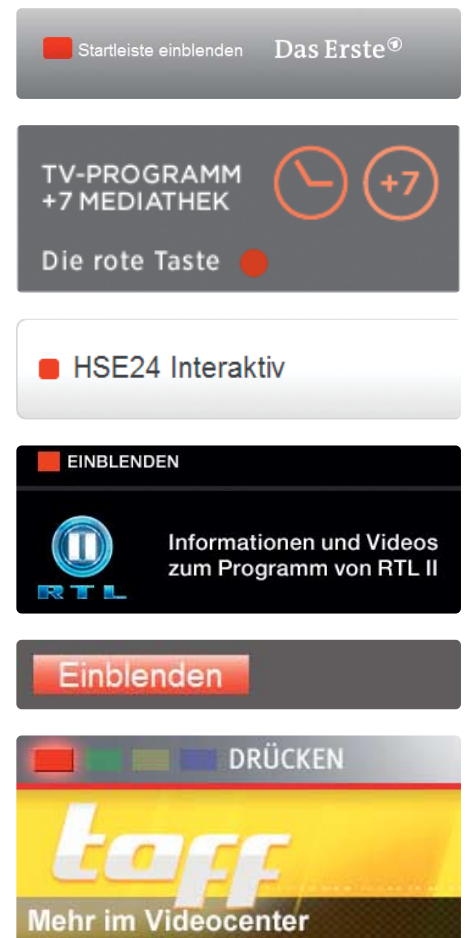 Startleiste einblenden Das Erste
TV-PROGRAMM
+7 MEDIATHEK
+7
Die rote Taste
HSE24 Interaktiv
EINBLENDEN
Informationen und Videos
zum Programm von RTL II
II
RTL
Einblenden
DRÜCKEN
taff
Mehr im Videocenter